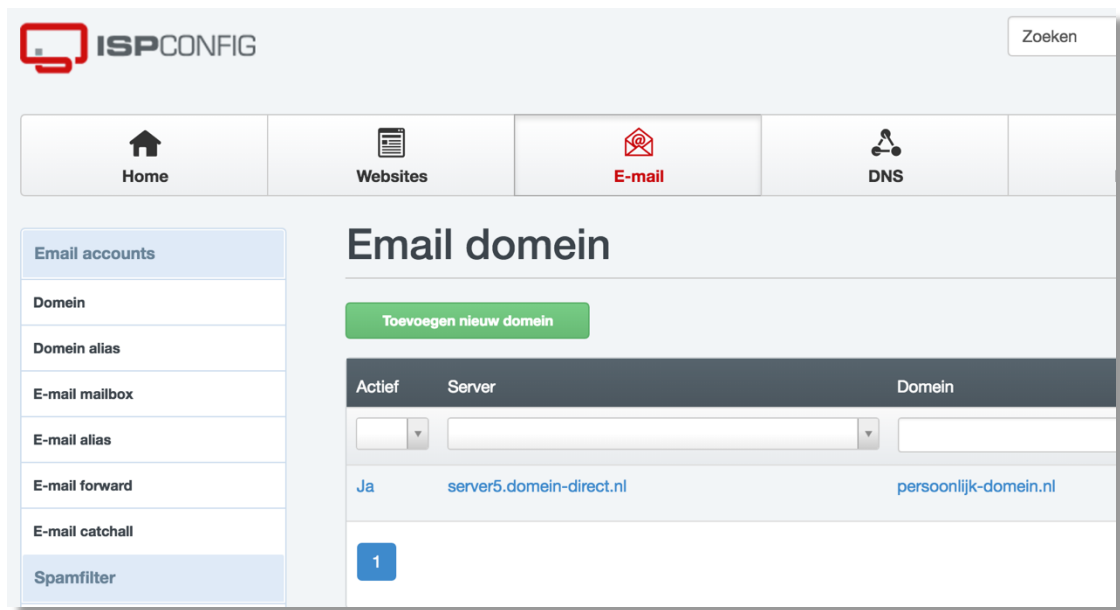 ISPCONFIG
Zoeken
Home
Websites
E-mail
DNS
Email accounts
Domein
Domein alias
E-mail mailbox
E-mail alias
E-mail forward
E-mail catchall
Spamfilter
Email domein
Toevoegen nieuw domein
Actief Server Domein
Ja server5.domein-direct.nl persoonlijk-domein.nl
1